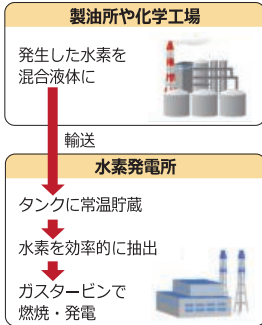 製油所や化学工場
発生した水素を
混合液体に
輸送
水素発電所
タンクに常温貯蔵
水素を効率的に抽出
ガスタービンで
燃焼・発電